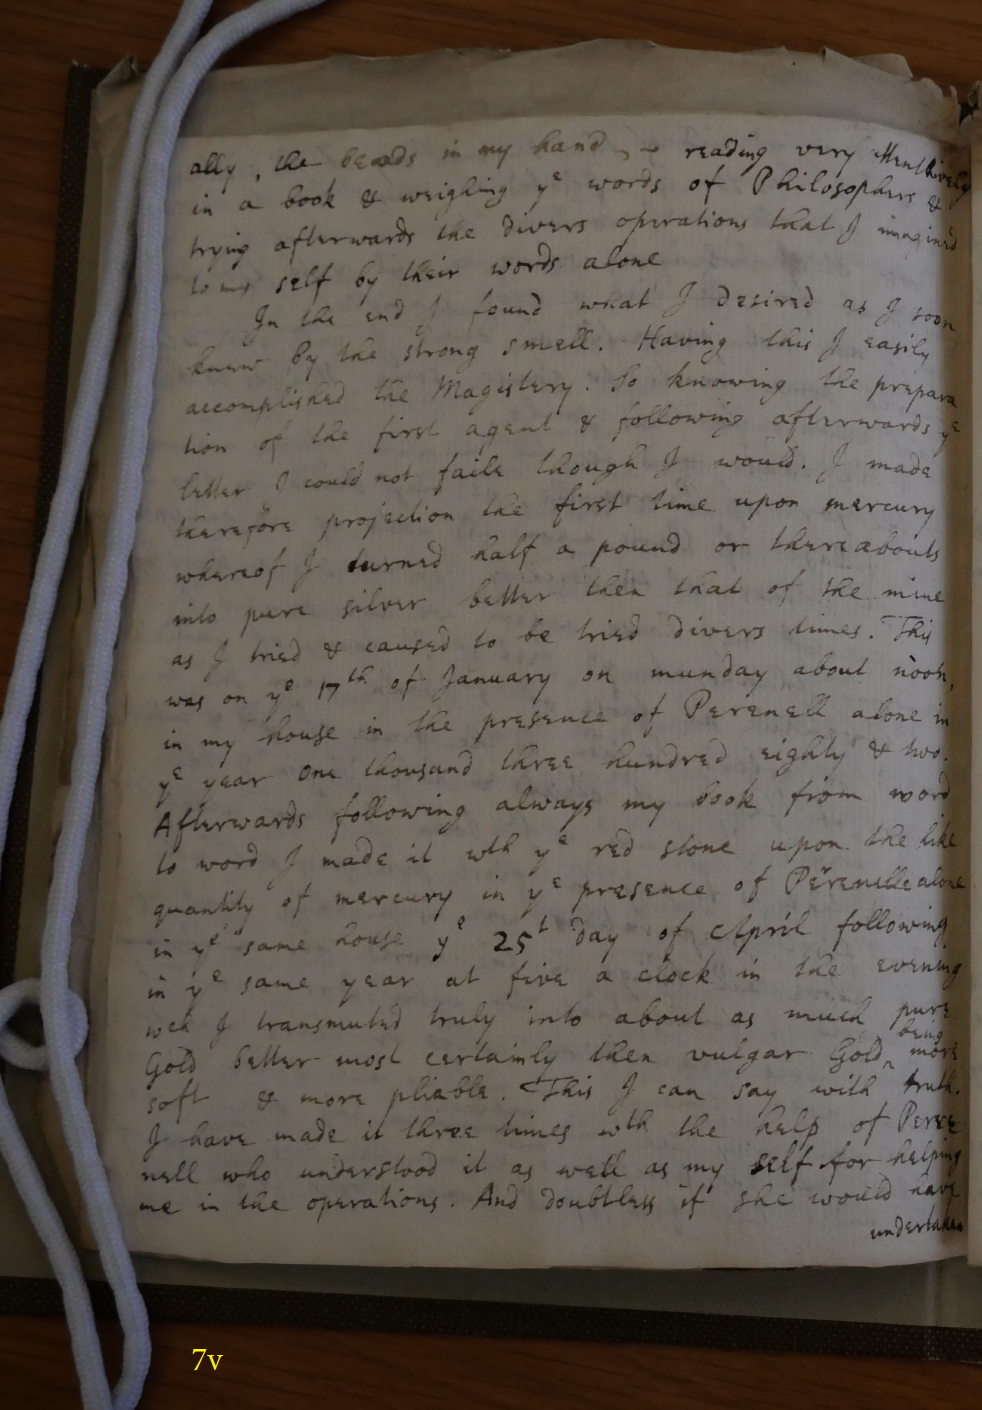 ally, the beads in my hand, reading very attentively
in a book & weighing yᵉ words of Philosophers &
trying afterwards the divers operations that I imagined
to my self by their words alone
In the end I found what I desired as I soon
knew by the strong smell. Having this I easily
accomplished the Magistery. So knowing the prepara
tion of the first agent & following afterwards yᵉ
letter I could not faile though I would. I made
therefore projection the first time upon mercury
whereof I turned half a pound or thereabouts
into pure silver better then that of the mine
as I tried & caused to be tried divers times. This
was on yᵉ 17ᵗʰ of January on munday about noon,
in my house in the presence of Perenell alone in
yᵉ year one thousand three hundred eighty & two.
Afterwards following always my book from word
to word I made it wth yᵉ red stone upon the like
quantity of mercury in yᵉ presence of Perenelle alone
in yᵉ same house yᵉ 25ᵗ day of April following
in yᵉ same year at five a clock in the evening
wch I transmuted truly into about as much pure
being
Gold better most certainly then vulgar Gold ‸ more
soft & more pliable. This I can say with truth.
I have made it three times wth the help of Pere
nell who understood it as well as my self for helping
me in the operations. And doubtless if she would have
undertaken
7v